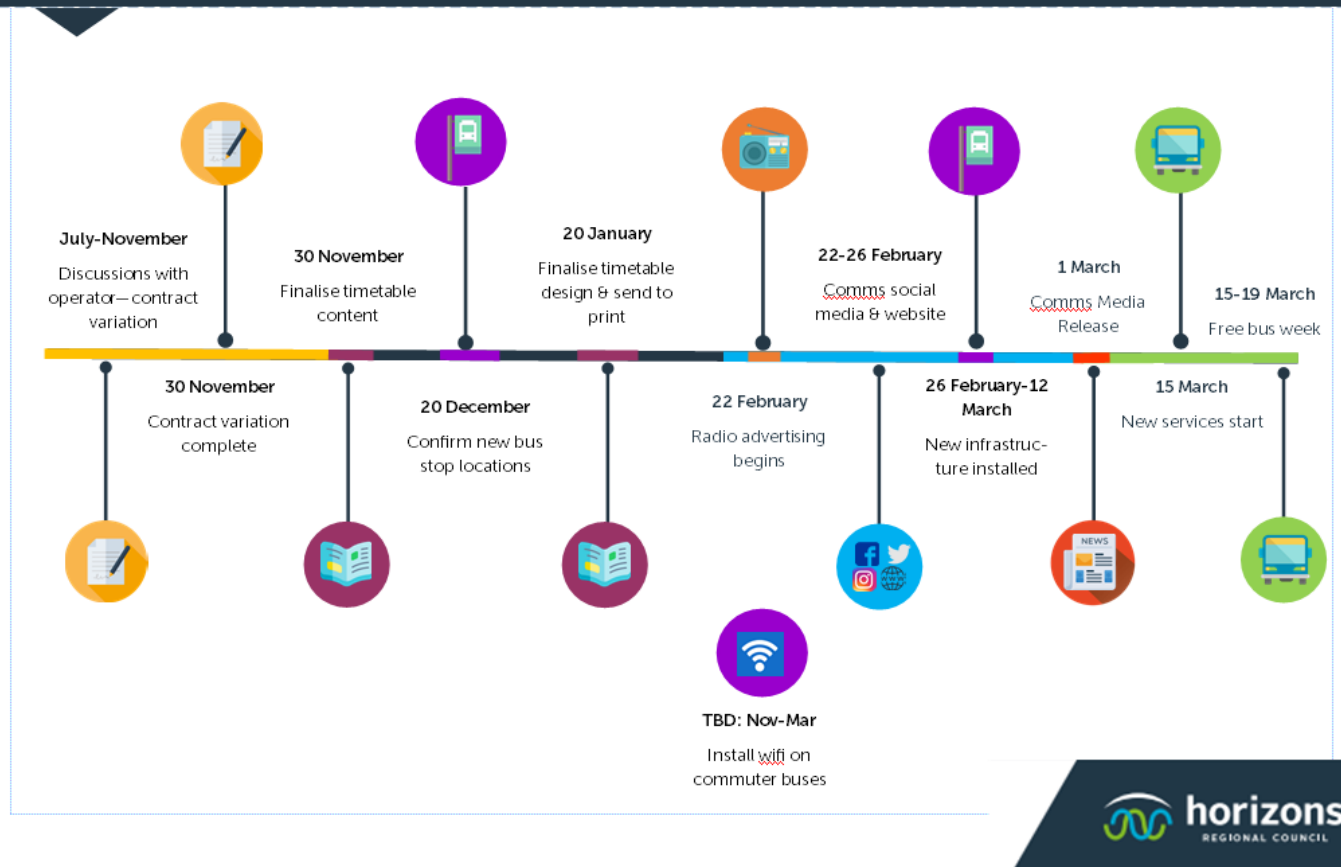 July-November
Discussions with
operator—contract
variation
30 November
Finalise timetable
content
20 January
Finalise timetable
design & send to
print
22-26 February
Comms social
media & website
1 March
Comms Media
Release
15-19 March
Free bus week
30 November
Contract variation
complete
20 December
Confirm new bus
stop locations
22 February
Radio advertising
begins
26 February-12
March
New infrastruc-
ture installed
15 March
New services start
NEWS
WWW
TBD: Nov-Mar
Install wifi on
commuter buses
horizons
REGIONAL COUNCIL